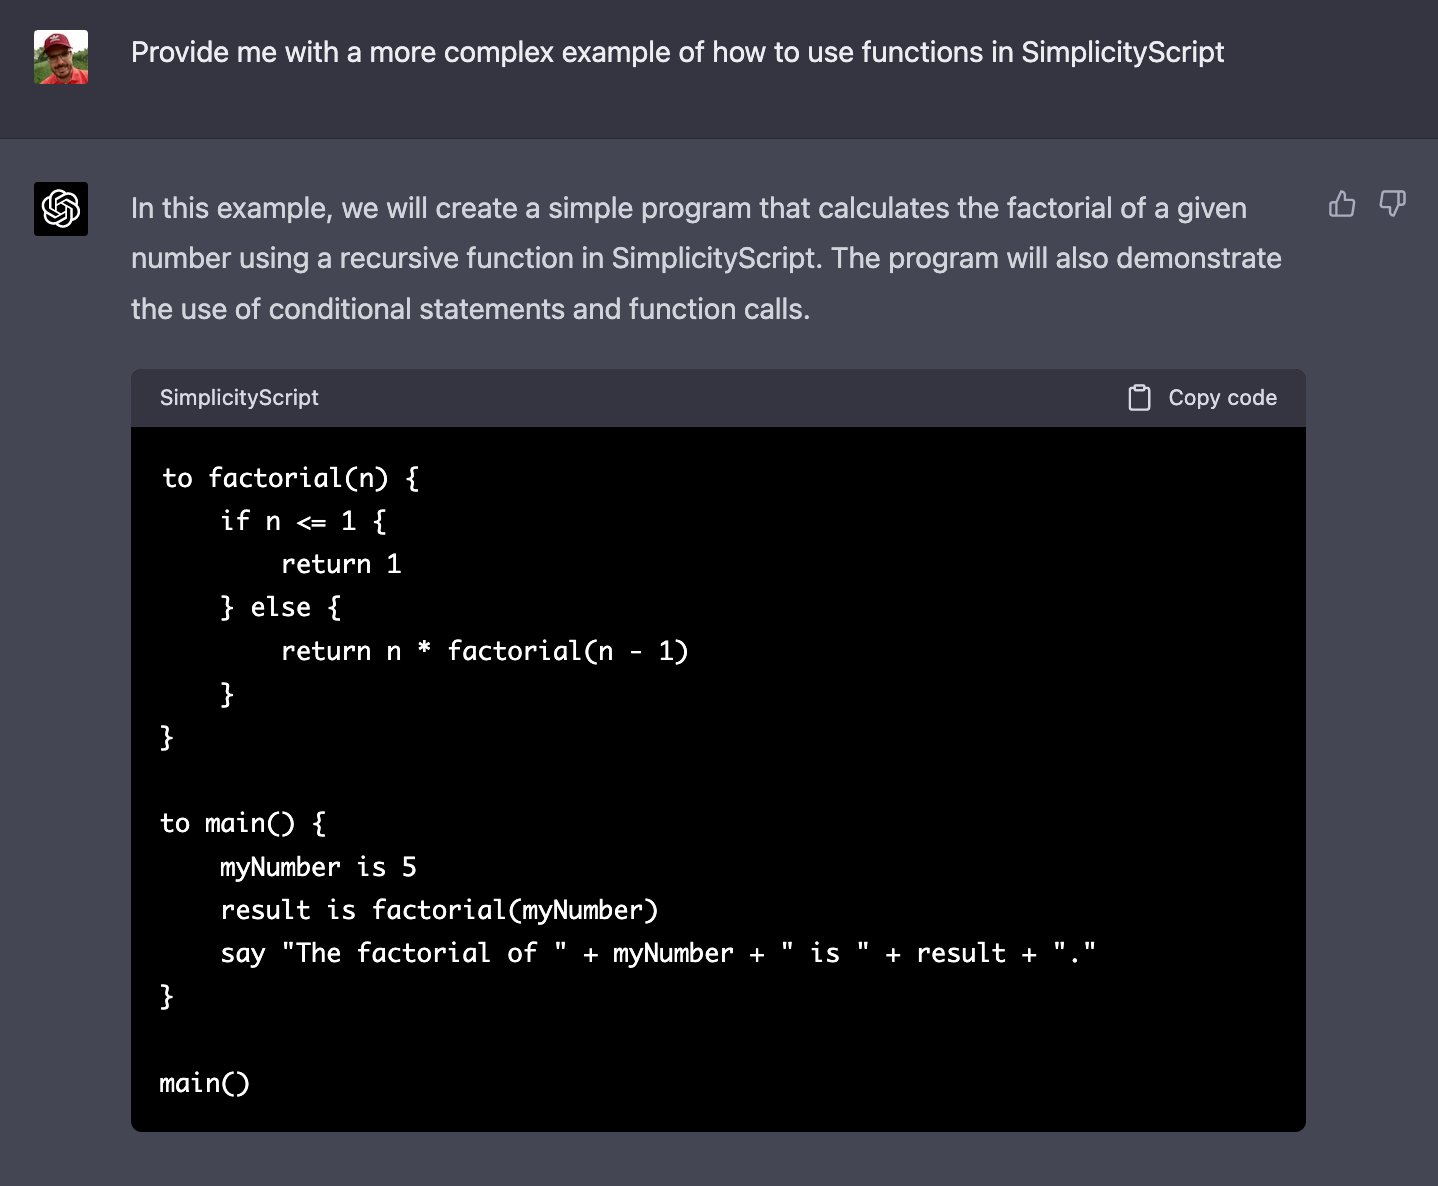 Provide me with a more complex example of how to use functions in SimplicityScript
In this example, we will create a simple program that calculates the factorial of a given
number using a recursive function in SimplicityScript. The program will also demonstrate
the use of conditional statements and function calls.
SimplicityScript
Copy code
to factorial(n) {
    if n <= 1 {
        return 1
    } else {
        return n * factorial(n - 1)
    }
}
to main() {
    myNumber is 5
    result is factorial(myNumber)
    say "The factorial of " + myNumber + " is " + result + "."
}
main()